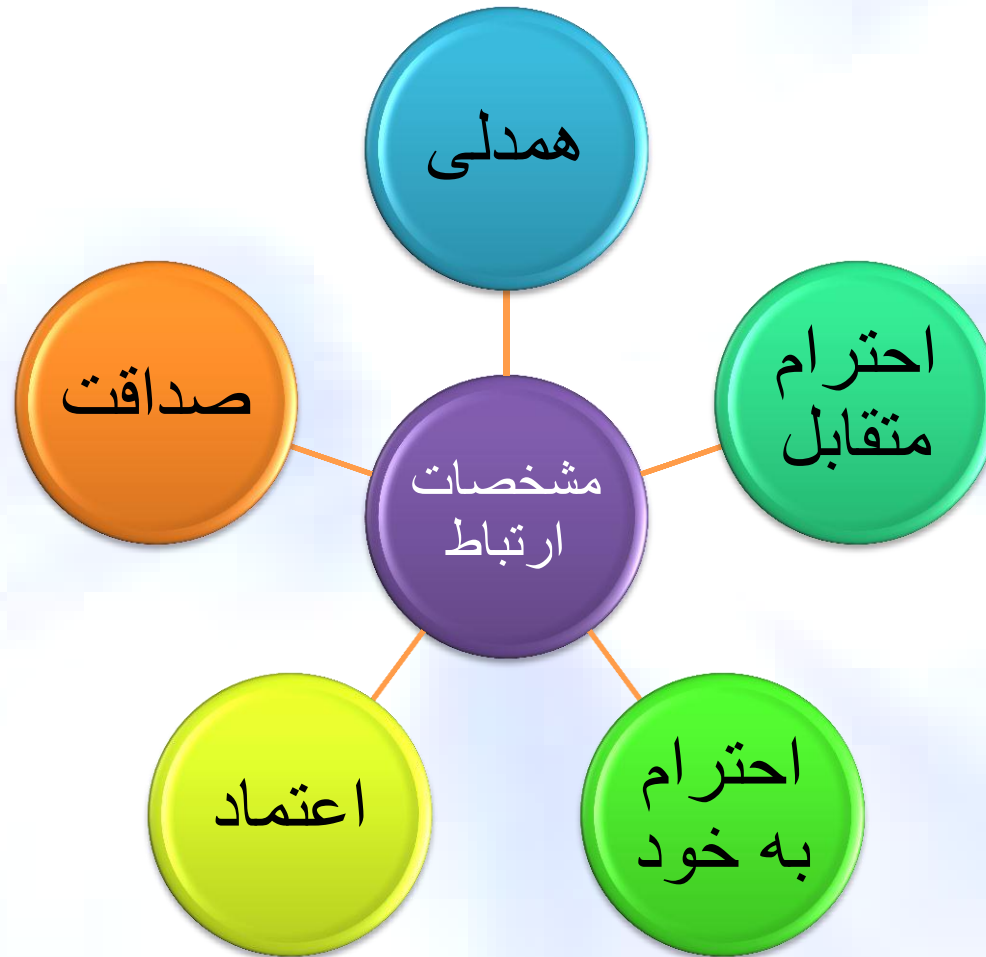 همدلی
احترام
متقابل
صداقت
مشخصات
ارتباط
احترام
به خود
اعتماد